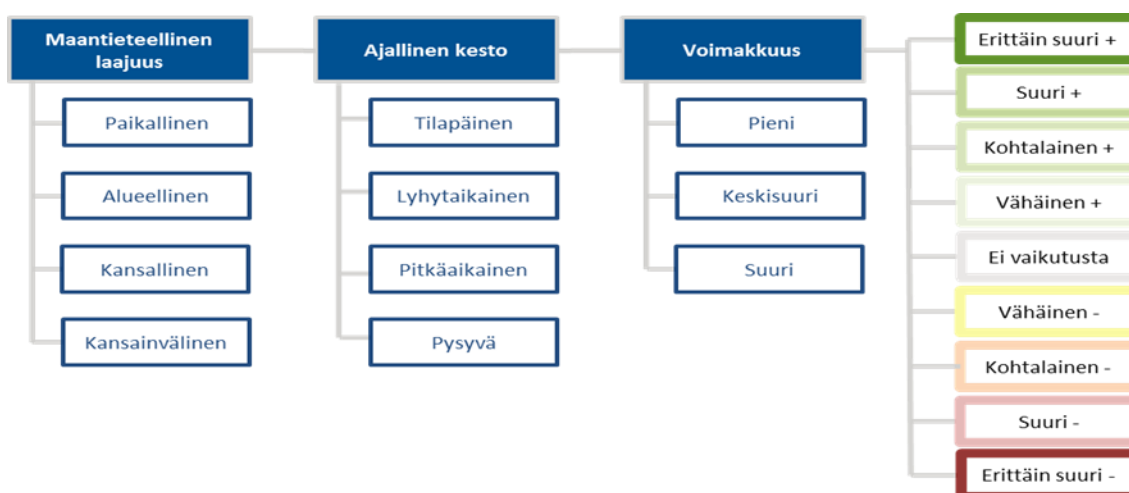 Maantieteellinen
laajuus
Paikallinen
Alueellinen
Kansallinen
Kansainvälinen
Ajallinen kesto
Tilapäinen
Lyhytaikainen
Pitkäaikainen
Pysyvä
Voimakkuus
Pieni
Keskisuuri
Suuri
Erittäin suuri +
Suuri +
Kohtalainen +
Vähäinen +
Ei vaikutusta
Vähäinen -
Kohtalainen -
Suuri -
Erittäin suuri -